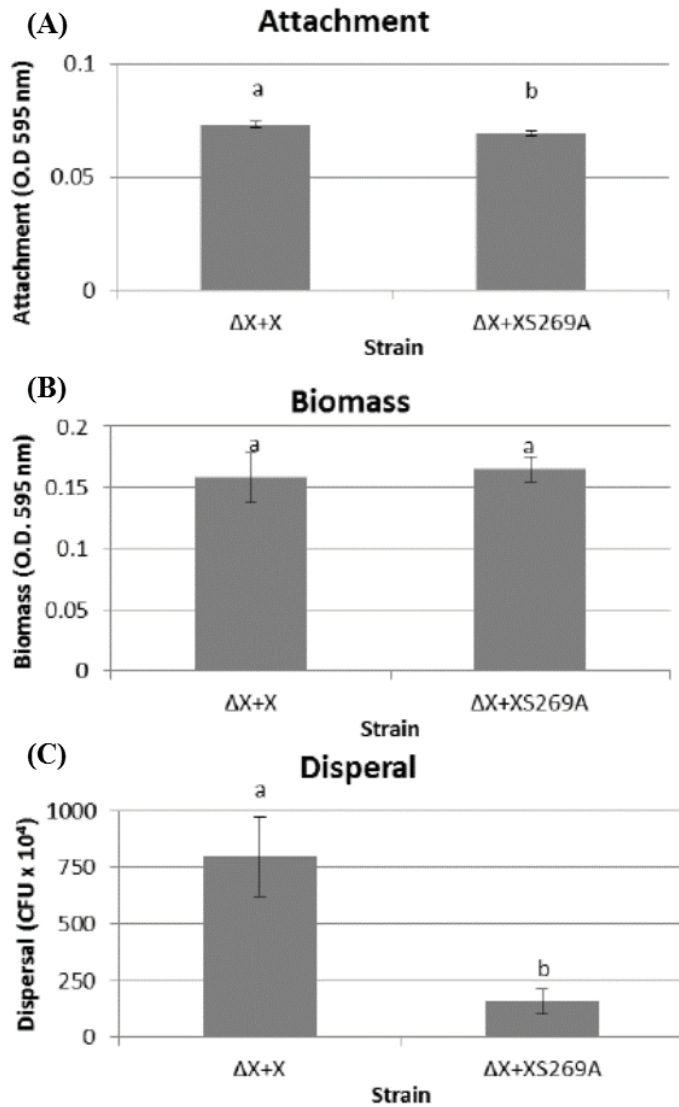 (A)
Attachment
Attachment (O.D 595 nm)
0.1
0.05
0
a
b
ΔX+X
ΔX+XS269A
Strain
(B)
Biomass
Biomass (O.D. 595 nm)
0.2
0.15
0.1
0.05
0
a
a
ΔX+X
ΔX+XS269A
Strain
(C)
Disperal
Dispersal (CFU x 10⁴)
1000
750
500
250
0
a
b
ΔX+X
ΔX+XS269A
Strain